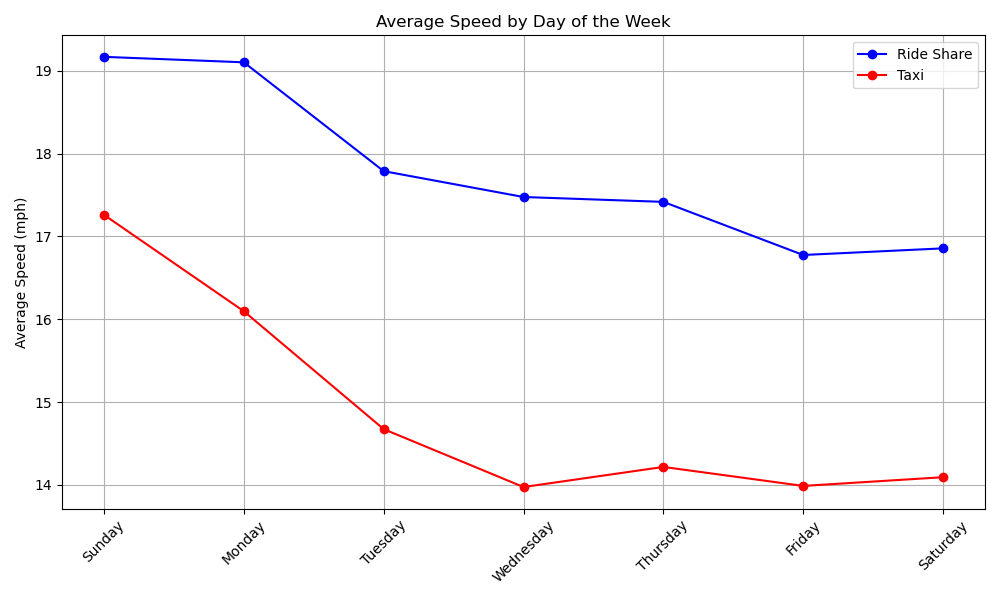 Average Speed by Day of the Week
Ride Share
Taxi
Average Speed (mph)
19
18
17
16
15
14
Sunday
Monday
Tuesday
Wednesday
Thursday
Friday
Saturday